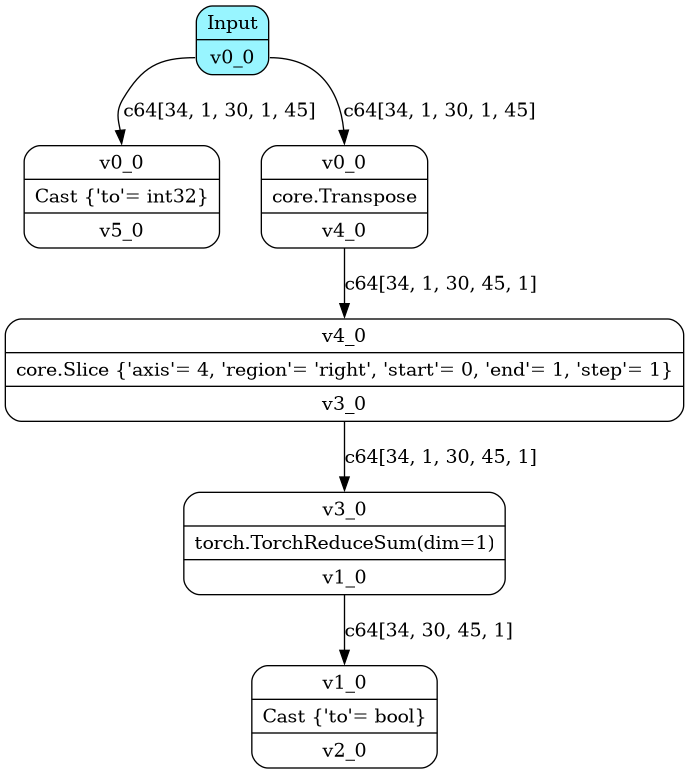 Input
v0_0
c64[34, 1, 30, 1, 45]
c64[34, 1, 30, 1, 45]
v0_0
Cast {'to'= int32}
v5_0
v0_0
core.Transpose
v4_0
c64[34, 1, 30, 45, 1]
v4_0
core.Slice {'axis'= 4, 'region'= 'right', 'start'= 0, 'end'= 1, 'step'= 1}
v3_0
c64[34, 1, 30, 45, 1]
v3_0
torch.TorchReduceSum(dim=1)
v1_0
c64[34, 30, 45, 1]
v1_0
Cast {'to'= bool}
v2_0